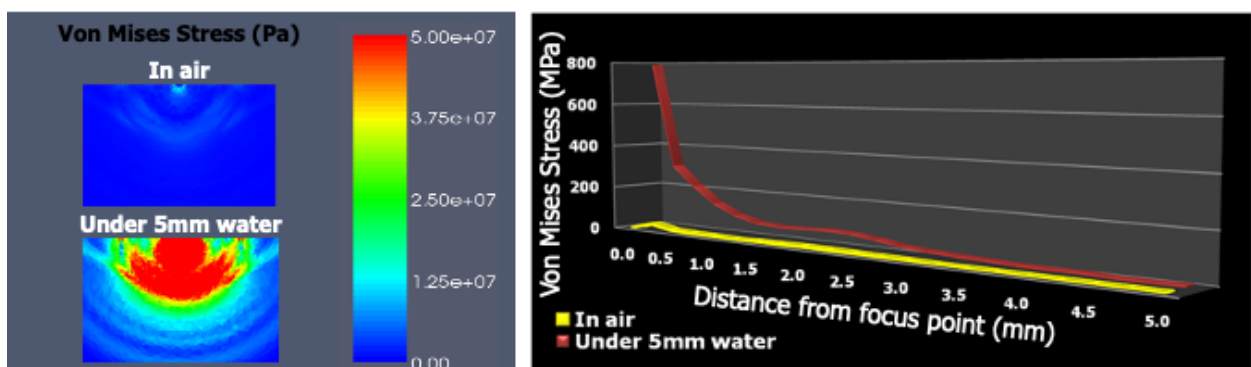 Von Mises Stress (Pa)
In air
Under 5mm water
5.00e+07
3.75e+07
2.50e+07
1.25e+07
0.00
Von Mises Stress (MPa)
800
600
400
200
0
0.0 0.5 1.0 1.5 2.0 2.5 3.0 3.5 4.0 4.5 5.0
Distance from focus point (mm)
In air
Under 5mm water